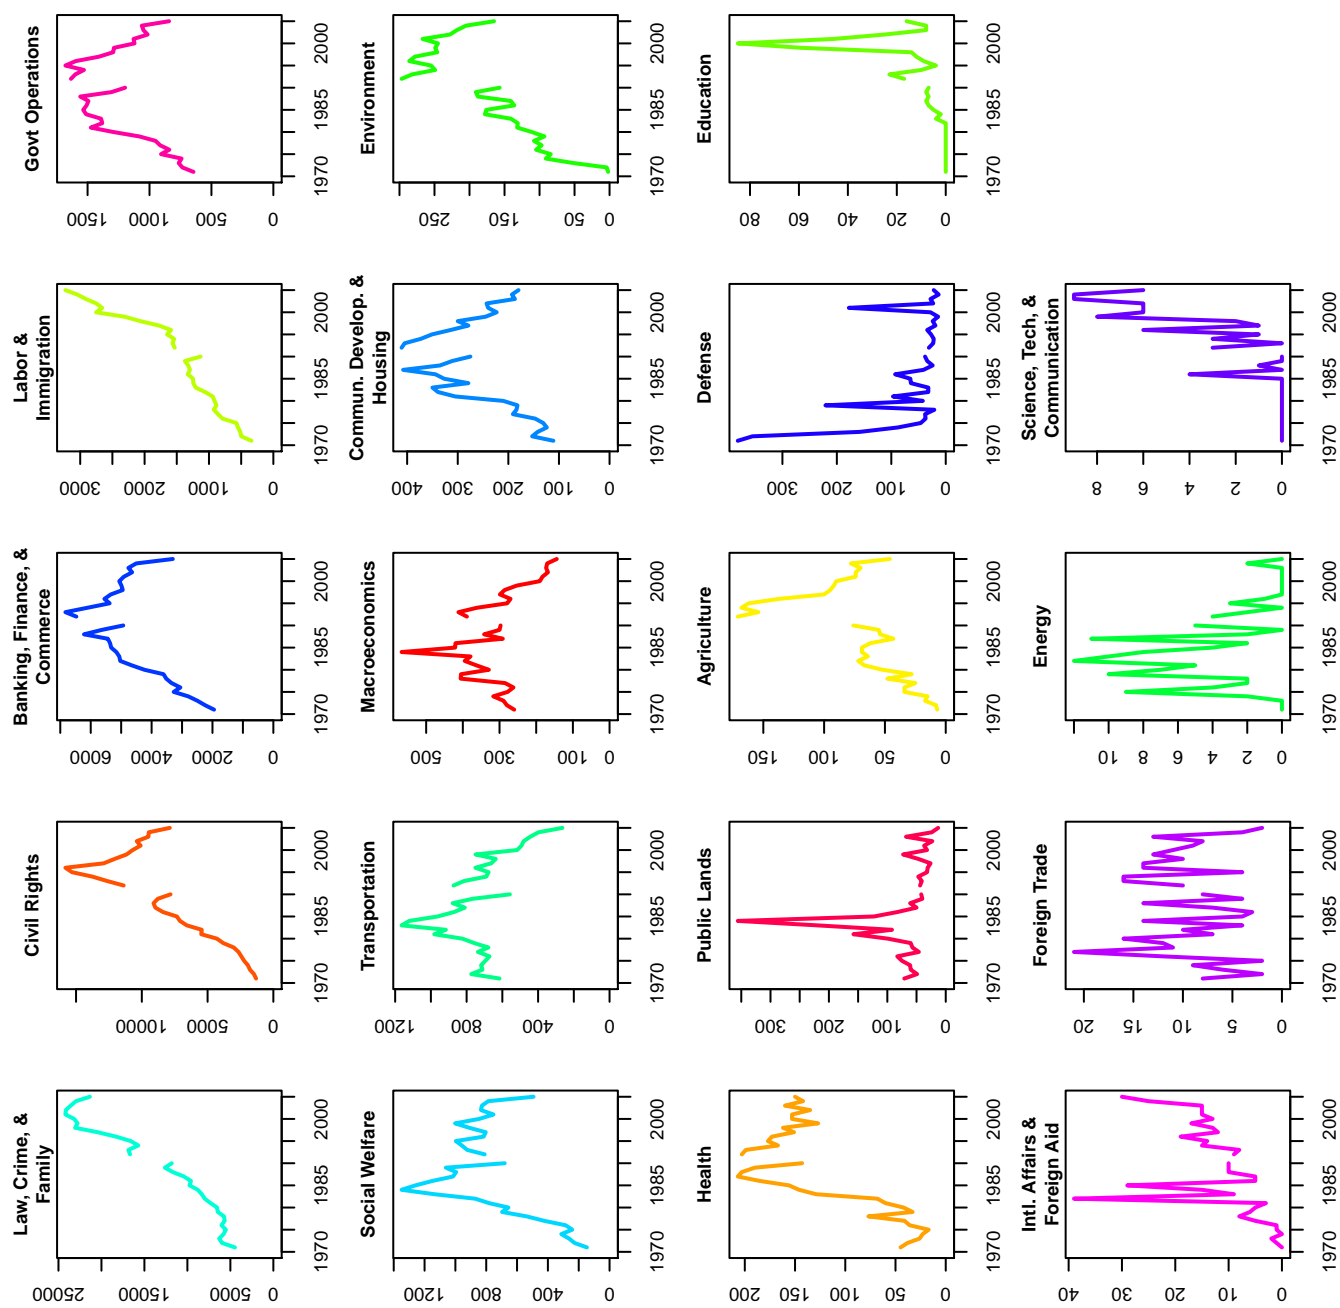 Law, Crime, &
Family
25000
15000
5000
1970 1985 2000
Civil Rights
10000
5000
0
1970 1985 2000
Banking, Finance, &
Commerce
6000
4000
2000
0
1970 1985 2000
Labor &
Immigration
3000
2000
1000
0
1970 1985 2000
Govt Operations
1500
1000
500
0
1970 1985 2000
Social Welfare
1200
800
400
0
1970 1985 2000
Transportation
1200
800
400
1970 1985 2000
Macroeconomics
500
300
100
1970 1985 2000
Commun. Develop. &
Housing
400
300
200
100
0
1970 1985 2000
Environment
250
150
50
0
1970 1985 2000
Health
200
150
100
50
0
1970 1985 2000
Public Lands
300
200
100
0
1970 1985 2000
Agriculture
150
100
50
0
1970 1985 2000
Defense
300
200
100
0
1970 1985 2000
Education
80
60
40
20
0
1970 1985 2000
Intl. Affairs &
Foreign Aid
40
30
20
10
0
1970 1985 2000
Foreign Trade
20
15
10
5
0
1970 1985 2000
Energy
10
8
6
4
2
0
1970 1985 2000
Science, Tech, &
Communication
8
6
4
2
0
1970 1985 2000